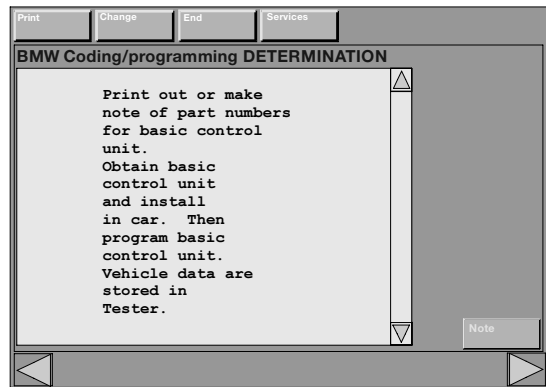 Print Change End Services
BMW Coding/programming DETERMINATION
Print out or make
note of part numbers
for basic control
unit.
Obtain basic
control unit
and install
in car. Then
program basic
control unit.
Vehicle data are
stored in
Tester.
Note